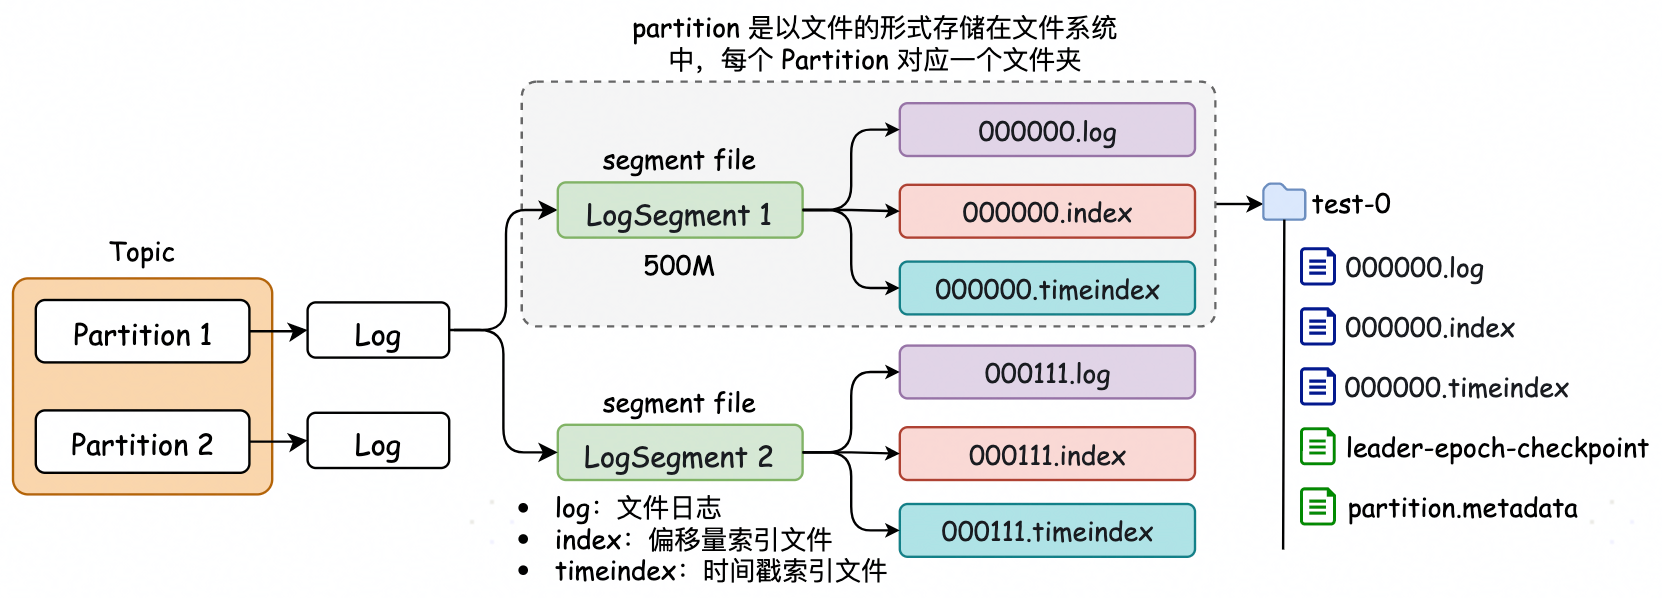 partition 是以文件的形式存储在文件系统
中，每个 Partition 对应一个文件夹
Topic
Partition 1
Partition 2
Log
Log
segment file
LogSegment 1
500M
000000.log
000000.index
000000.timeindex
segment file
LogSegment 2
000111.log
000111.index
000111.timeindex
• log：文件日志
• index：偏移量索引文件
• timeindex：时间戳索引文件
test-0
000000.log
000000.index
000000.timeindex
leader-epoch-checkpoint
partition.metadata